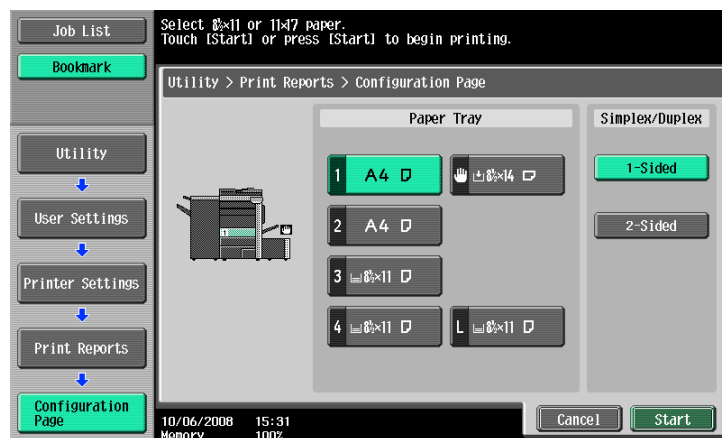 Job List
Bookmark
Select 8½×11 or 11×17 paper.
Touch [Start] or press [Start] to begin printing.
Utility > Print Reports > Configuration Page
Paper Tray
Simplex/Duplex
1 A4
8½×14
1-Sided
2 A4
2-Sided
3 8½×11
4 8½×11
L 8½×11
1
Utility
User Settings
Printer Settings
Print Reports
Configuration
Page
10/06/2008 15:31
Memory 100%
Cancel
Start